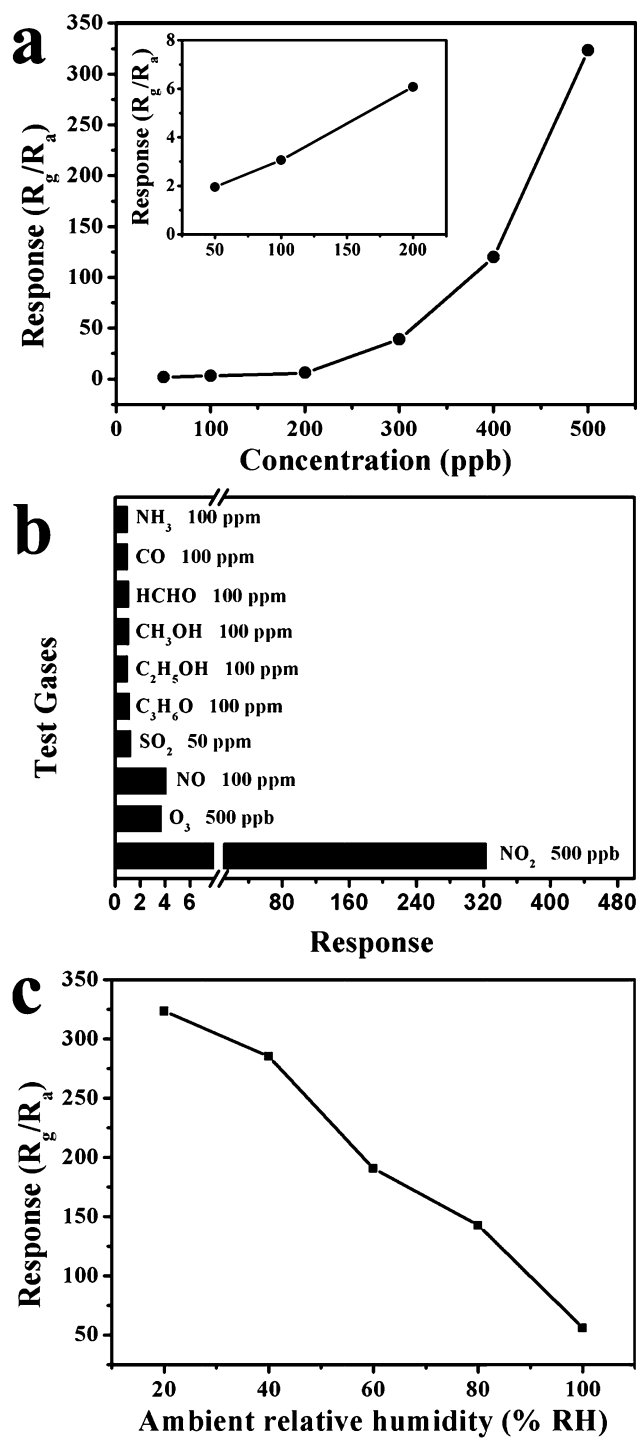 a
350
300
250
200
150
100
50
0
Response (Rg/Ra)
8
6
4
2
0
Response (Rg/Ra)
50 100 150 200
0 100 200 300 400 500
Concentration (ppb)
b
NH3 100 ppm
CO 100 ppm
HCHO 100 ppm
CH3OH 100 ppm
C2H5OH 100 ppm
C3H6O 100 ppm
SO2 50 ppm
NO 100 ppm
O3 500 ppb
NO2 500 ppb
Test Gases
0 2 4 6 80 160 240 320 400 480
Response
c
350
300
250
200
150
100
50
Response (Rg/Ra)
20 40 60 80 100
Ambient relative humidity (% RH)